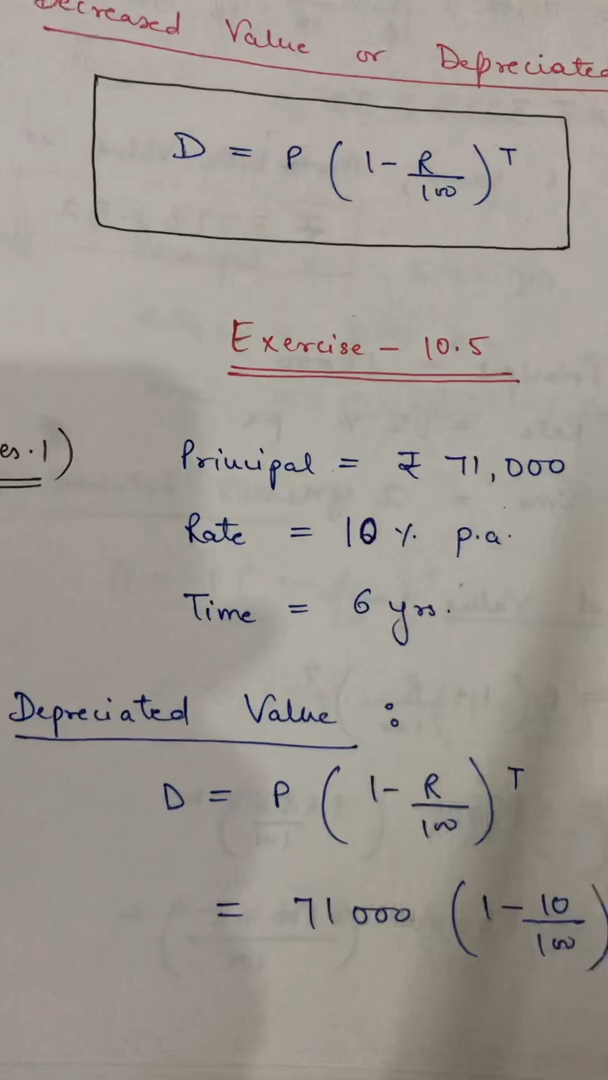 Decreased Value or Depreciated
D = P (1 - R/100)^T
Exercise - 10.5
es.1)
Principal = ₹ 71,000
Rate = 10 % p.a.
Time = 6 yrs.
Depreciated Value :
D = P (1 - R/100)^T
= 71000 (1 - 10/100)